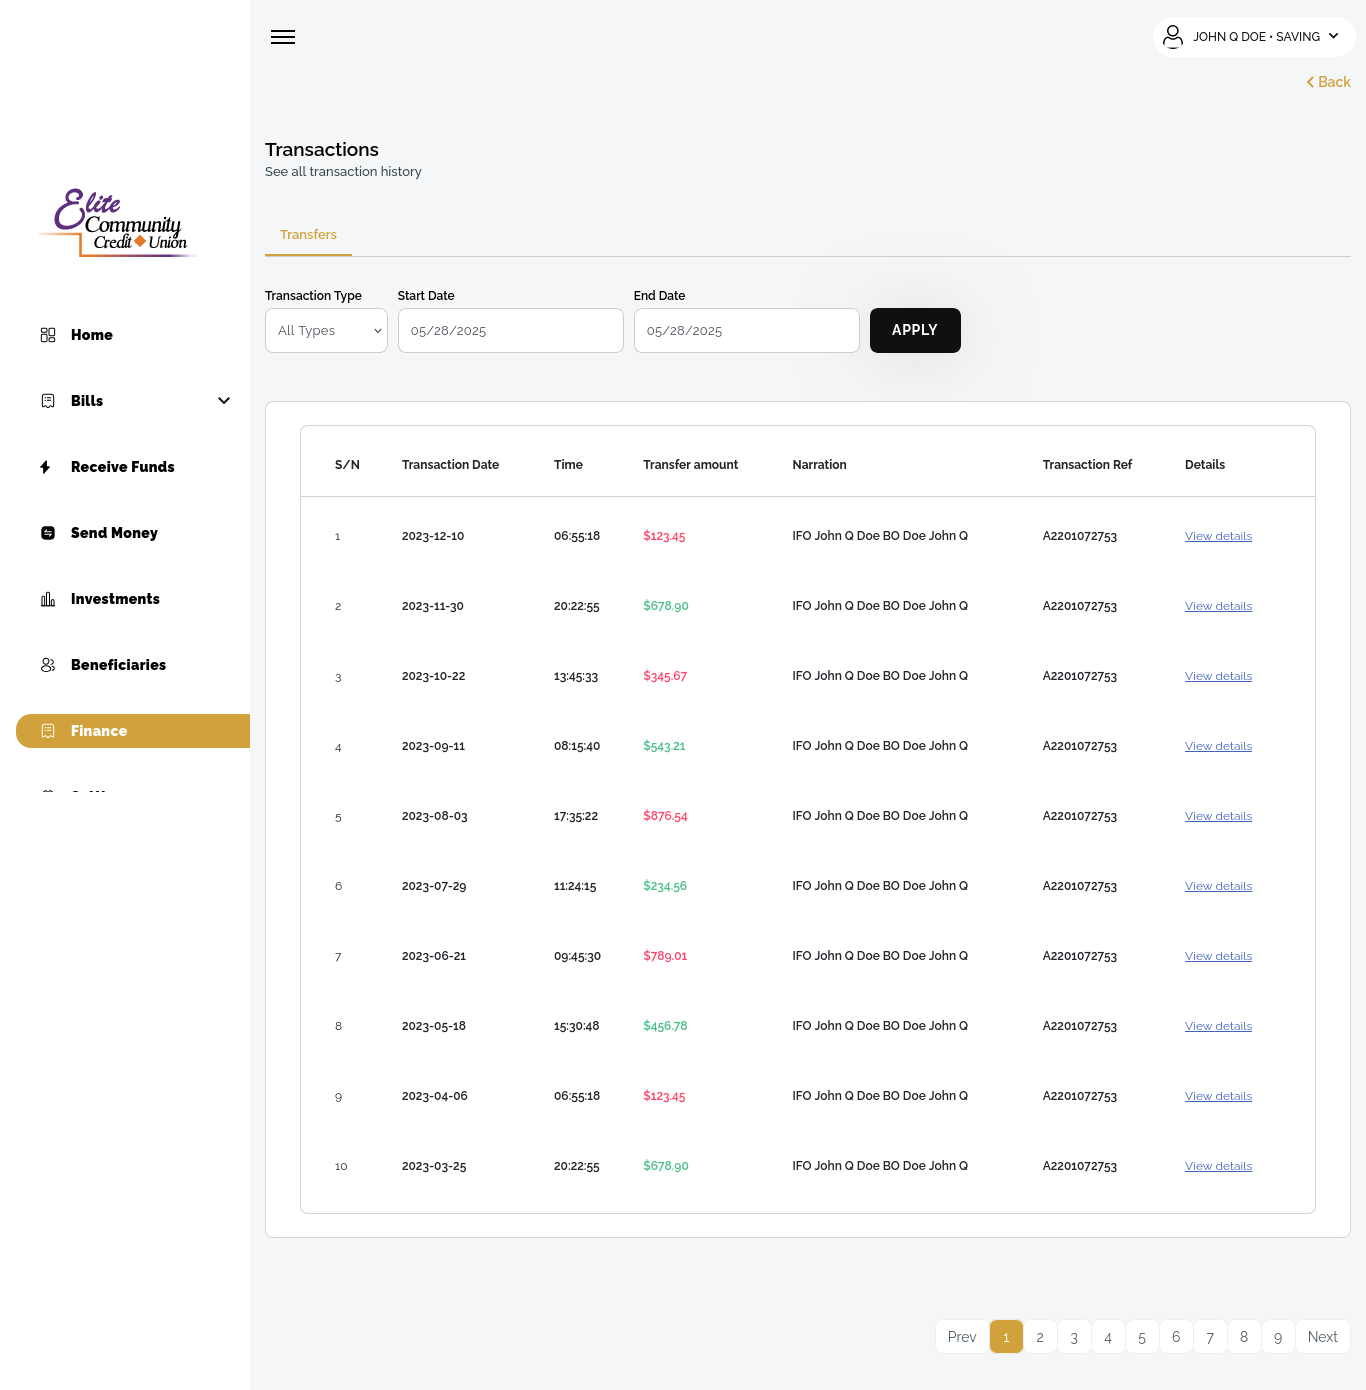 JOHN Q DOE • SAVING
Back
Elite
Community
Credit Union
Home
Bills
Receive Funds
Send Money
Investments
Beneficiaries
Finance
Transactions
See all transaction history
Transfers
Transaction Type Start Date End Date
All Types 05/28/2025 05/28/2025 APPLY
S/N Transaction Date Time Transfer amount Narration Transaction Ref Details
1 2023-12-10 06:55:18 $123.45 IFO John Q Doe BO Doe John Q A2201072753 View details
2 2023-11-30 20:22:55 $678.90 IFO John Q Doe BO Doe John Q A2201072753 View details
3 2023-10-22 13:45:33 $345.67 IFO John Q Doe BO Doe John Q A2201072753 View details
4 2023-09-11 08:15:40 $543.21 IFO John Q Doe BO Doe John Q A2201072753 View details
5 2023-08-03 17:35:22 $876.54 IFO John Q Doe BO Doe John Q A2201072753 View details
6 2023-07-29 11:24:15 $234.56 IFO John Q Doe BO Doe John Q A2201072753 View details
7 2023-06-21 09:45:30 $789.01 IFO John Q Doe BO Doe John Q A2201072753 View details
8 2023-05-18 15:30:48 $456.78 IFO John Q Doe BO Doe John Q A2201072753 View details
9 2023-04-06 06:55:18 $123.45 IFO John Q Doe BO Doe John Q A2201072753 View details
10 2023-03-25 20:22:55 $678.90 IFO John Q Doe BO Doe John Q A2201072753 View details
Prev 1 2 3 4 5 6 7 8 9 Next